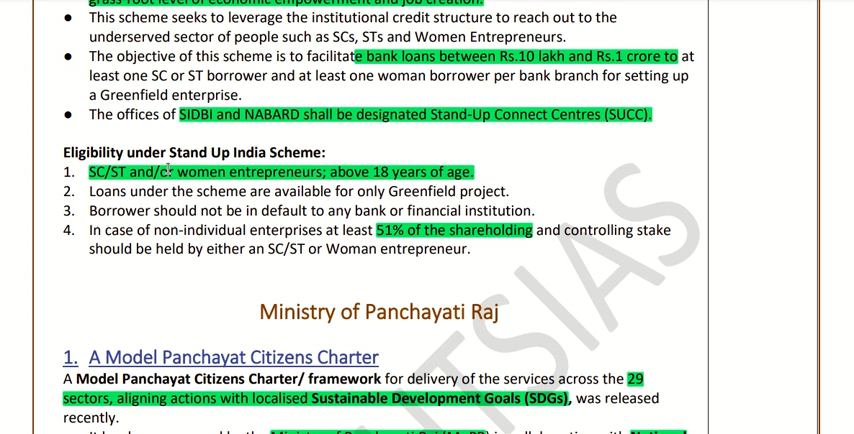 grass-root level of economic empowerment and job creation.
● This scheme seeks to leverage the institutional credit structure to reach out to the
underserved sector of people such as SCs, STs and Women Entrepreneurs.
● The objective of this scheme is to facilitate bank loans between Rs.10 lakh and Rs.1 crore to at
least one SC or ST borrower and at least one woman borrower per bank branch for setting up
a Greenfield enterprise.
● The offices of SIDBI and NABARD shall be designated Stand-Up Connect Centres (SUCC).
Eligibility under Stand Up India Scheme:
1. SC/ST and/or women entrepreneurs; above 18 years of age.
2. Loans under the scheme are available for only Greenfield project.
3. Borrower should not be in default to any bank or financial institution.
4. In case of non-individual enterprises at least 51% of the shareholding and controlling stake
should be held by either an SC/ST or Woman entrepreneur.
Ministry of Panchayati Raj
1. A Model Panchayat Citizens Charter
A Model Panchayat Citizens Charter/ framework for delivery of the services across the 29
sectors, aligning actions with localised Sustainable Development Goals (SDGs), was released
recently.